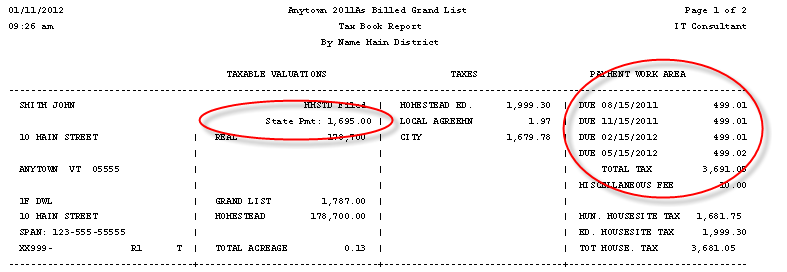 01/11/2012 Anytown 2011As Billed Grand List Page 1 of 2
09:26 am Tax Book Report IT Consultant
By Name Main District
TAXABLE VALUATIONS TAXES PAYMENT WORK AREA
SMITH JOHN HHSTD Filed | HOMESTEAD ED. 1,999.30 | DUE 08/15/2011 499.01
State Pmt: 1,695.00 | LOCAL AGREEMN 1.97 | DUE 11/15/2011 499.01
10 MAIN STREET | REAL 178,700 | CITY 1,679.78 | DUE 02/15/2012 499.01
| | | DUE 05/15/2012 499.02
ANYTOWN VT 05555 | | | TOTAL TAX 3,691.05
| | | MISCELLANEOUS FEE 10.00
1F DWL | GRAND LIST 1,787.00 | |
10 MAIN STREET | HOMESTEAD 178,700.00 | | MUN. HOUSESITE TAX 1,681.75
SPAN: 123-555-55555 | | | ED. HOUSESITE TAX 1,999.30
XX999- R1 T | TOTAL ACREAGE 0.13 | | TOT HOUSE. TAX 3,681.05